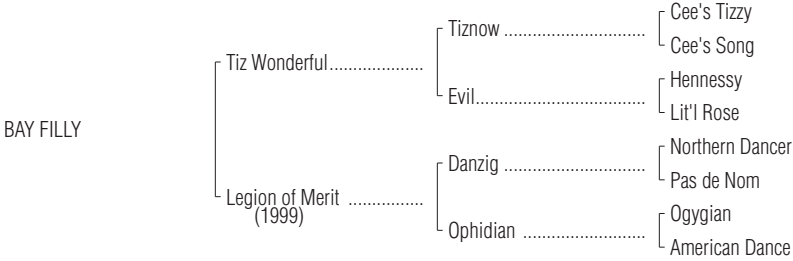 Cee's Tizzy
Tiznow ..............................
Cee's Song
Tiz Wonderful....................
Hennessy
Evil....................................
Lit'l Rose
BAY FILLY
Northern Dancer
Danzig ..............................
Pas de Nom
Legion of Merit ................
(1999)
Ogygian
Ophidian ..........................
American Dance